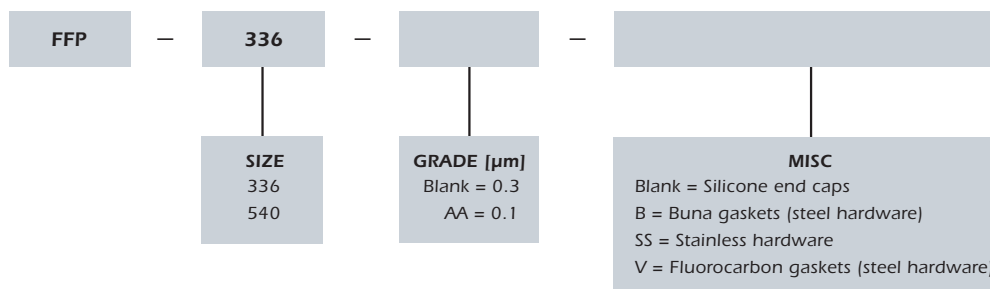 FFP – 336 – –
SIZE
336
540
GRADE [µm]
Blank = 0.3
AA = 0.1
MISC
Blank = Silicone end caps
B = Buna gaskets (steel hardware)
SS = Stainless hardware
V = Fluorocarbon gaskets (steel hardware)